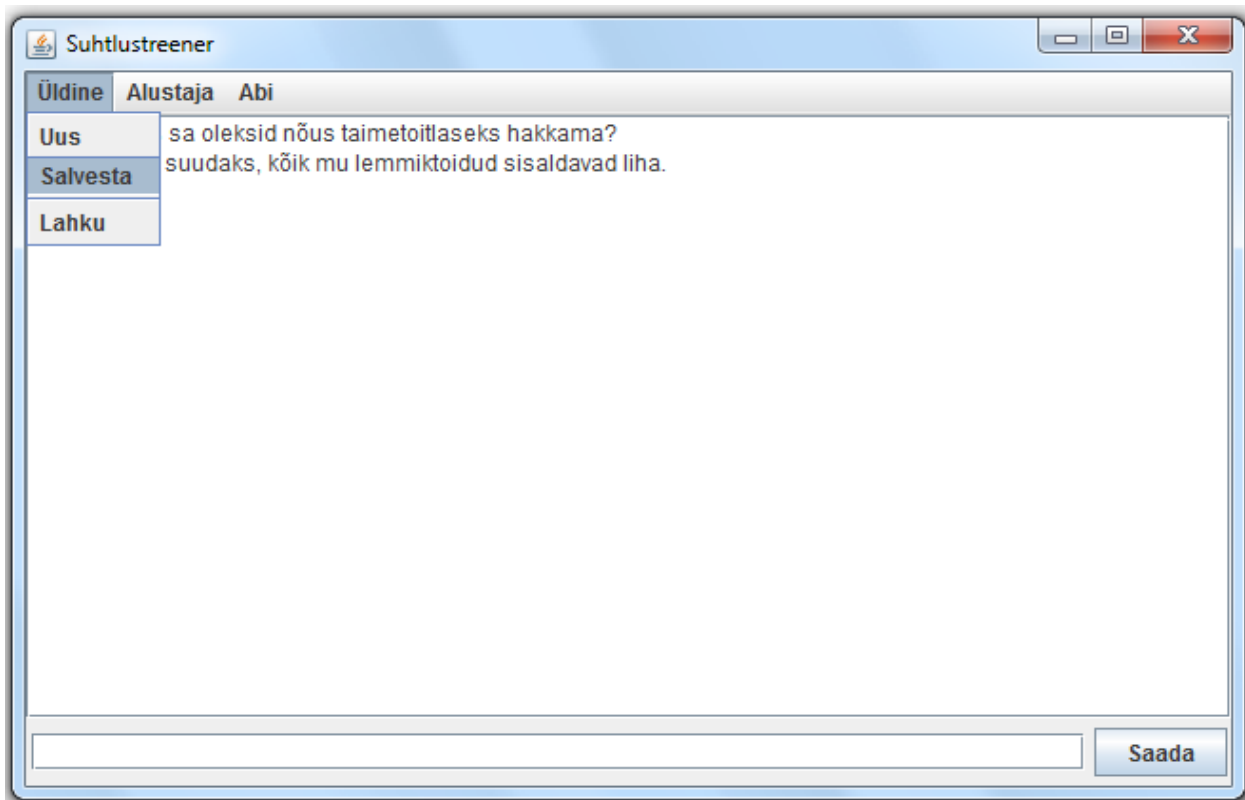 Suhtlustreener
Üldine Alustaja Abi
Uus
sa oleksid nõus taimetoitlaseks hakkama?
Salvesta
suudaks, kõik mu lemmiktoidud sisaldavad liha.
Lahku
Saada